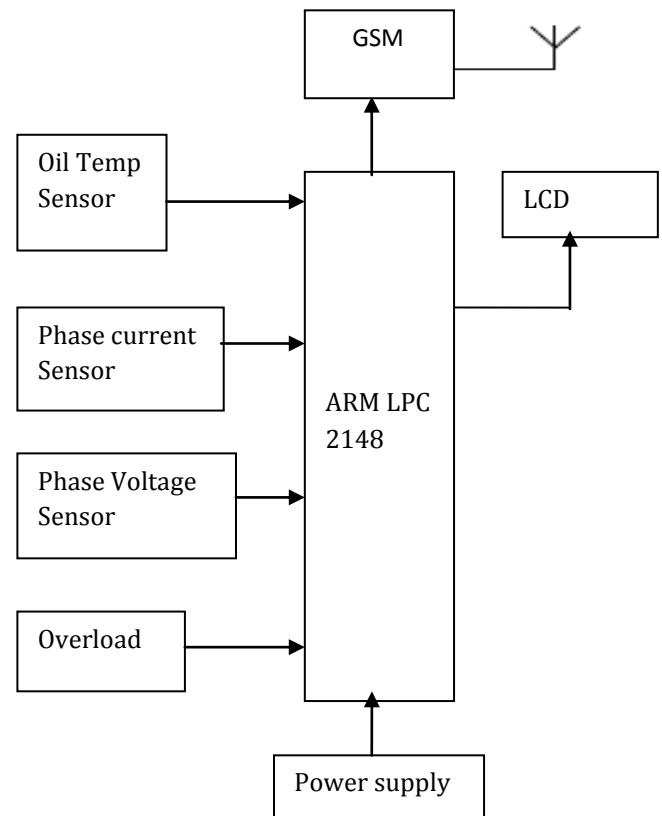 GSM
Oil Temp
Sensor
LCD
Phase current
Sensor
ARM LPC
2148
Phase Voltage
Sensor
Overload
Power supply